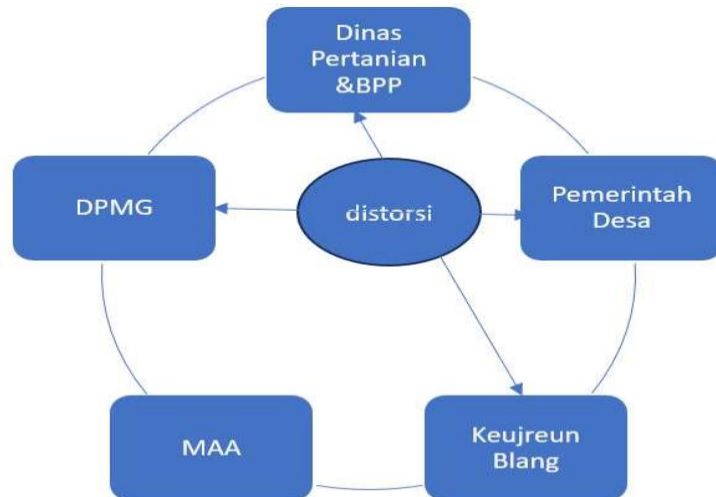 Dinas
Pertanian
&BPP
DPMG
distorsi
Pemerintah
Desa
MAA
Keujreun
Blang